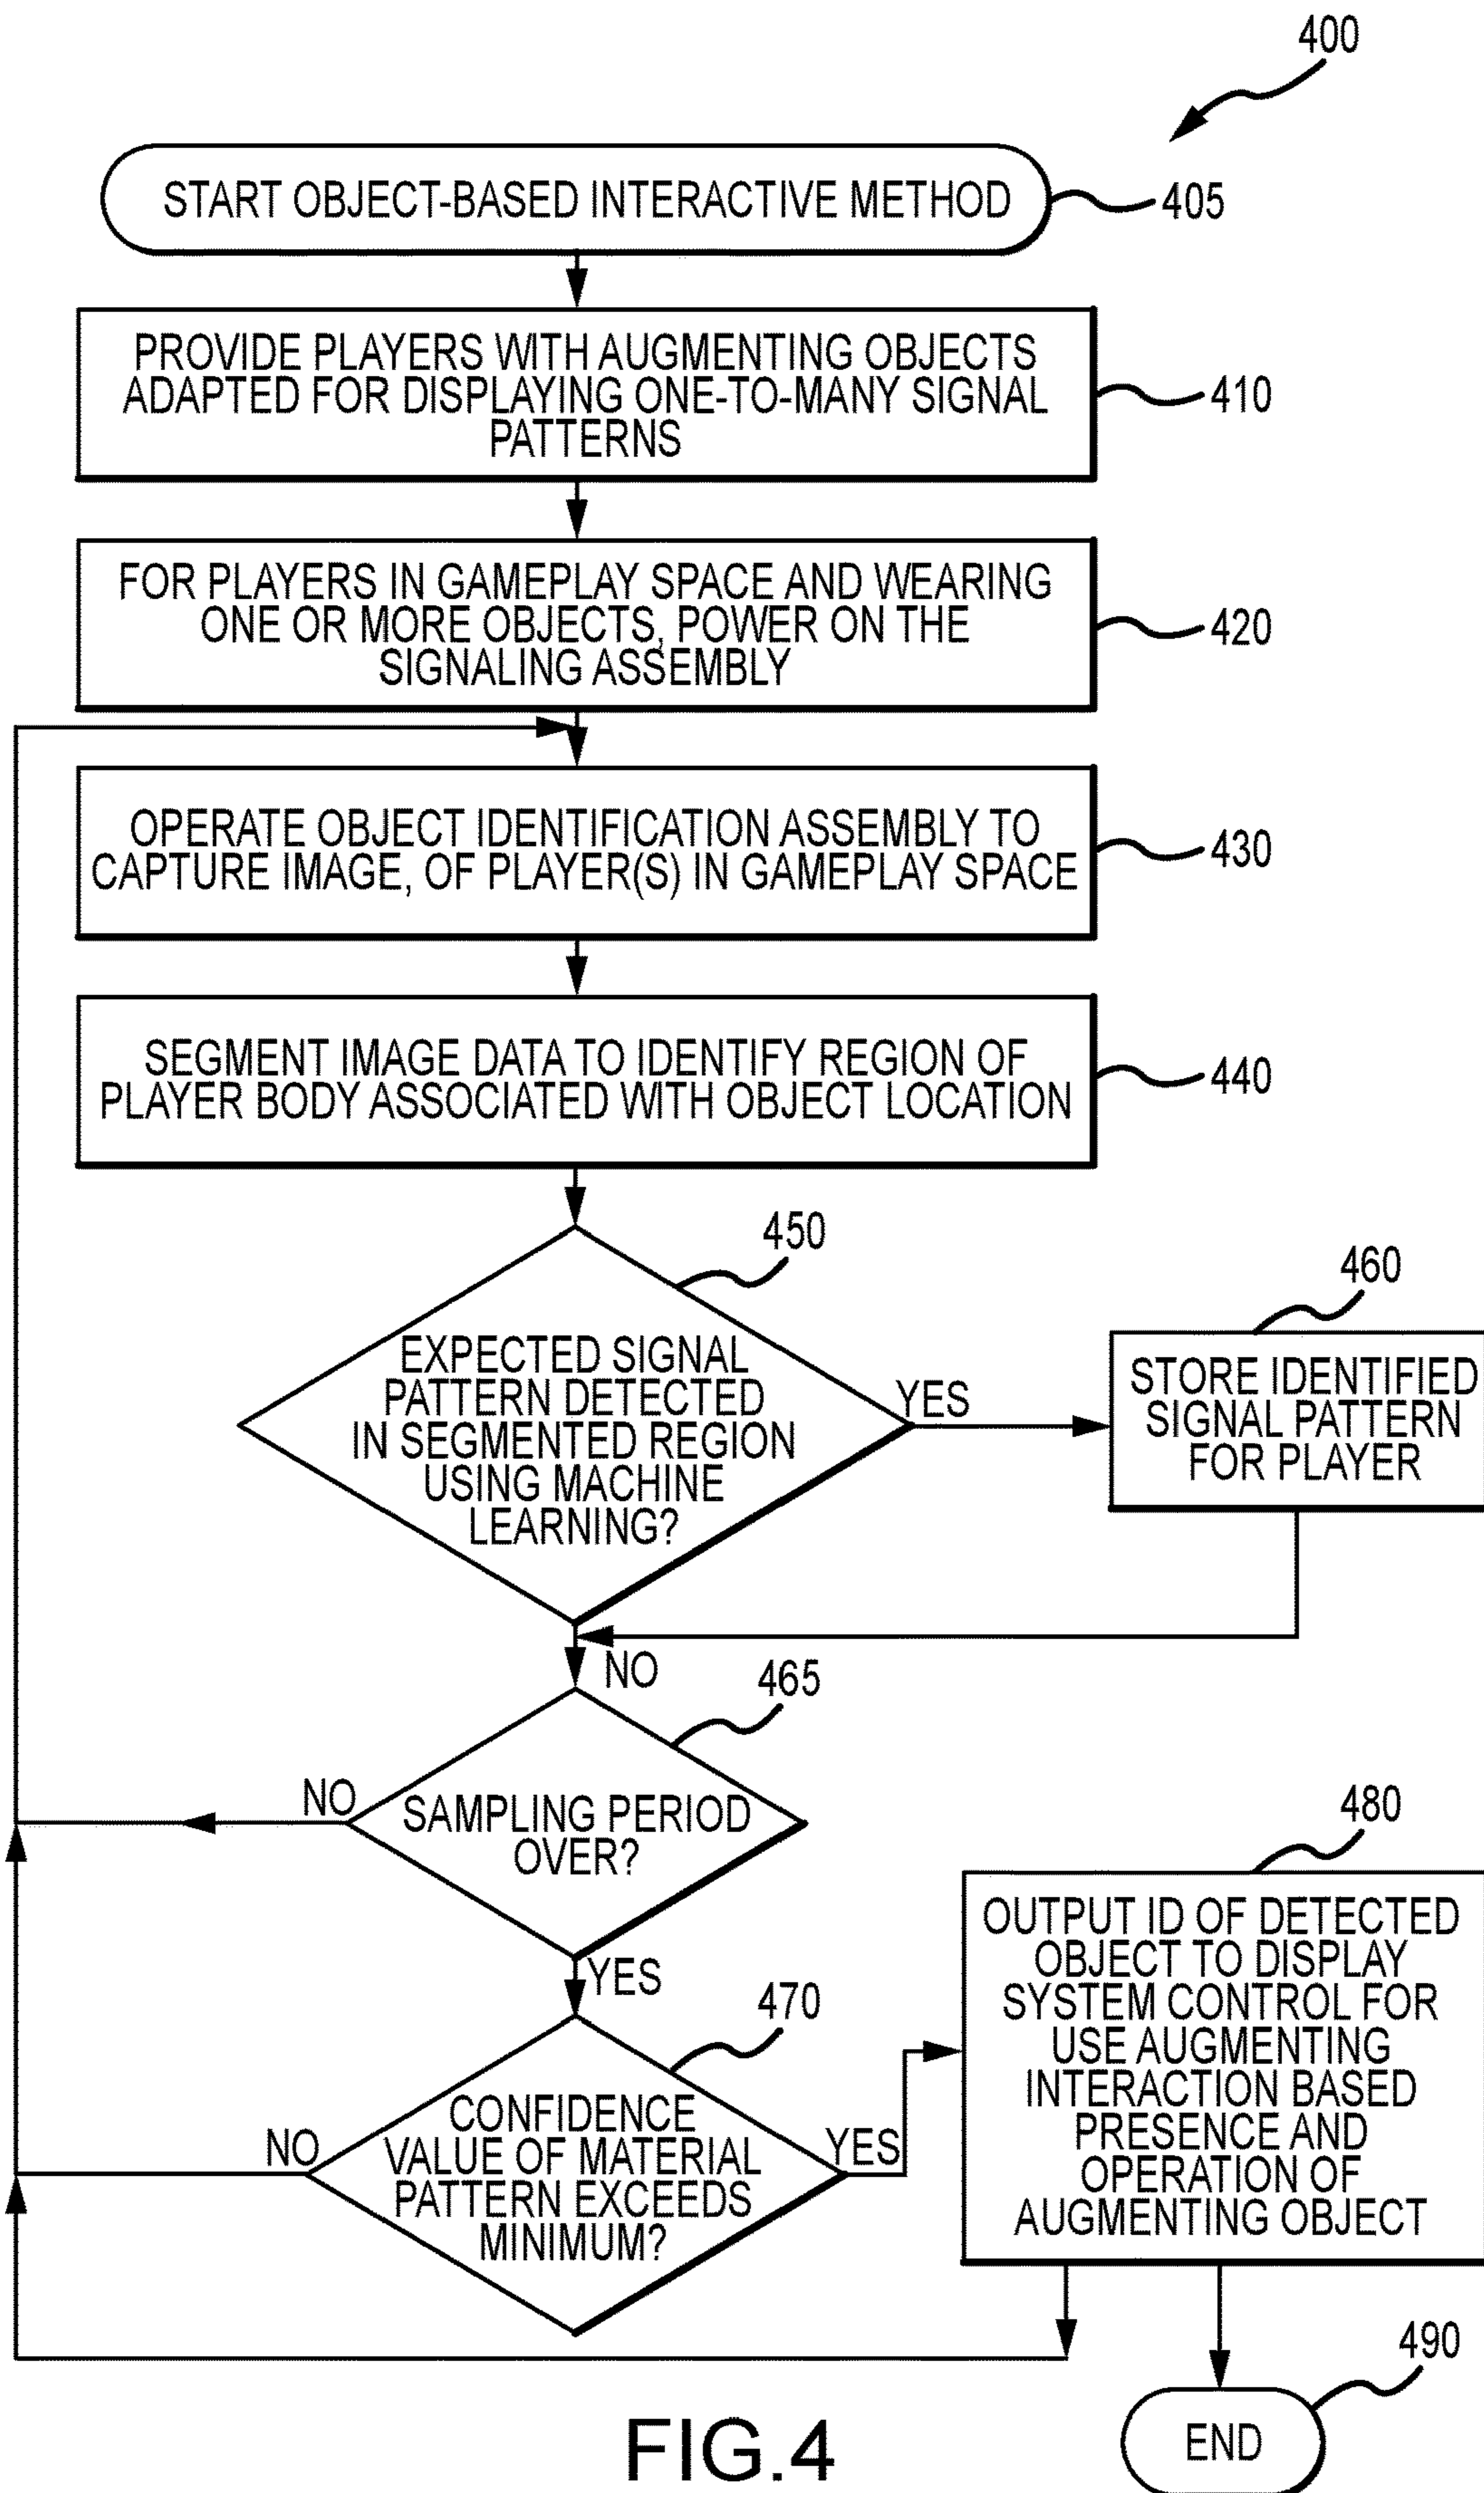 400
START OBJECT-BASED INTERACTIVE METHOD
405
PROVIDE PLAYERS WITH AUGMENTING OBJECTS
ADAPTED FOR DISPLAYING ONE-TO-MANY SIGNAL
PATTERNS
410
FOR PLAYERS IN GAMEPLAY SPACE AND WEARING
ONE OR MORE OBJECTS, POWER ON THE
SIGNALING ASSEMBLY
420
OPERATE OBJECT IDENTIFICATION ASSEMBLY TO
CAPTURE IMAGE, OF PLAYER(S) IN GAMEPLAY SPACE
430
SEGMENT IMAGE DATA TO IDENTIFY REGION OF
PLAYER BODY ASSOCIATED WITH OBJECT LOCATION
440
450
EXPECTED SIGNAL
PATTERN DETECTED
IN SEGMENTED REGION
USING MACHINE
LEARNING?
YES
460
STORE IDENTIFIED
SIGNAL PATTERN
FOR PLAYER
NO
465
SAMPLING PERIOD
OVER?
NO
YES
470
CONFIDENCE
VALUE OF MATERIAL
PATTERN EXCEEDS
MINIMUM?
NO
YES
480
OUTPUT ID OF DETECTED
OBJECT TO DISPLAY
SYSTEM CONTROL FOR
USE AUGMENTING
INTERACTION BASED
PRESENCE AND
OPERATION OF
AUGMENTING OBJECT
490
END
FIG.4